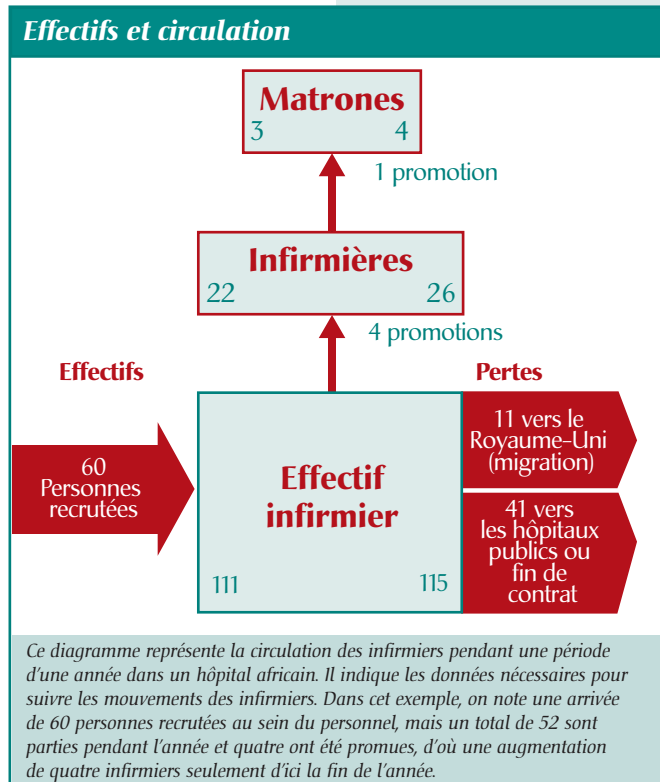 Effectifs et circulation
Matrones
3 4
1 promotion
Infirmières
22 26
4 promotions
Effectifs
Pertes
60
Personnes
recrutées
Effectif
infirmier
111 115
11 vers le
Royaume-Uni
(migration)
41 vers
les hôpitaux
publics ou
fin de
contrat
Ce diagramme représente la circulation des infirmiers pendant une période
d'une année dans un hôpital africain. Il indique les données nécessaires pour
suivre les mouvements des infirmiers. Dans cet exemple, on note une arrivée
de 60 personnes recrutées au sein du personnel, mais un total de 52 sont
parties pendant l'année et quatre ont été promues, d'où une augmentation
de quatre infirmiers seulement d'ici la fin de l'année.